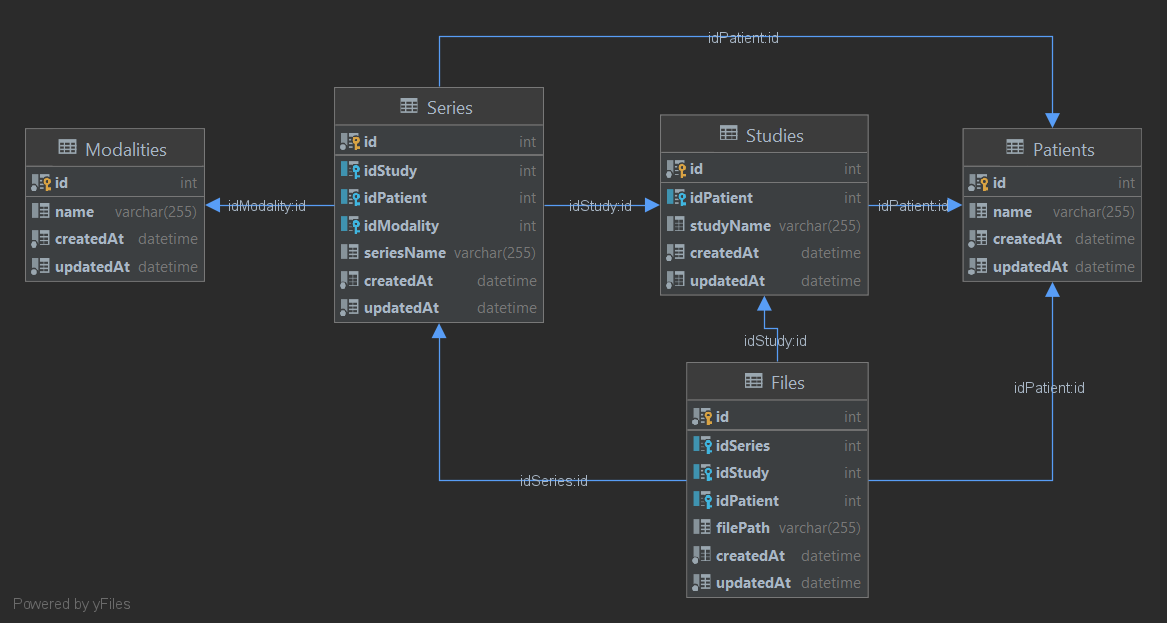 idPatient:id
Modalities
id int
name varchar(255)
createdAt datetime
updatedAt datetime
idModality:id
Series
id int
idStudy int
idPatient int
idModality int
seriesName varchar(255)
createdAt datetime
updatedAt datetime
idStudy:id
Studies
id int
idPatient int
studyName varchar(255)
createdAt datetime
updatedAt datetime
idPatient:id
Patients
id int
name varchar(255)
createdAt datetime
updatedAt datetime
idStudy:id
idPatient:id
idSeries:id
Files
id int
idSeries int
idStudy int
idPatient int
filePath varchar(255)
createdAt datetime
updatedAt datetime
Powered by yFiles